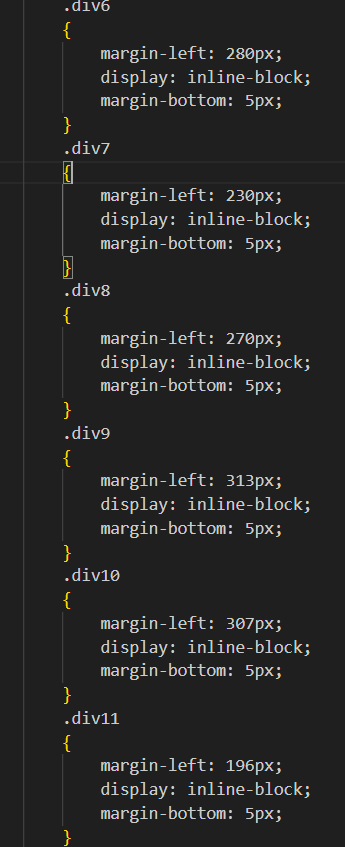 .div6
{
margin-left: 280px;
display: inline-block;
margin-bottom: 5px;
}
.div7
{
margin-left: 230px;
display: inline-block;
margin-bottom: 5px;
}
.div8
{
margin-left: 270px;
display: inline-block;
margin-bottom: 5px;
}
.div9
{
margin-left: 313px;
display: inline-block;
margin-bottom: 5px;
}
.div10
{
margin-left: 307px;
display: inline-block;
margin-bottom: 5px;
}
.div11
{
margin-left: 196px;
display: inline-block;
margin-bottom: 5px;
}